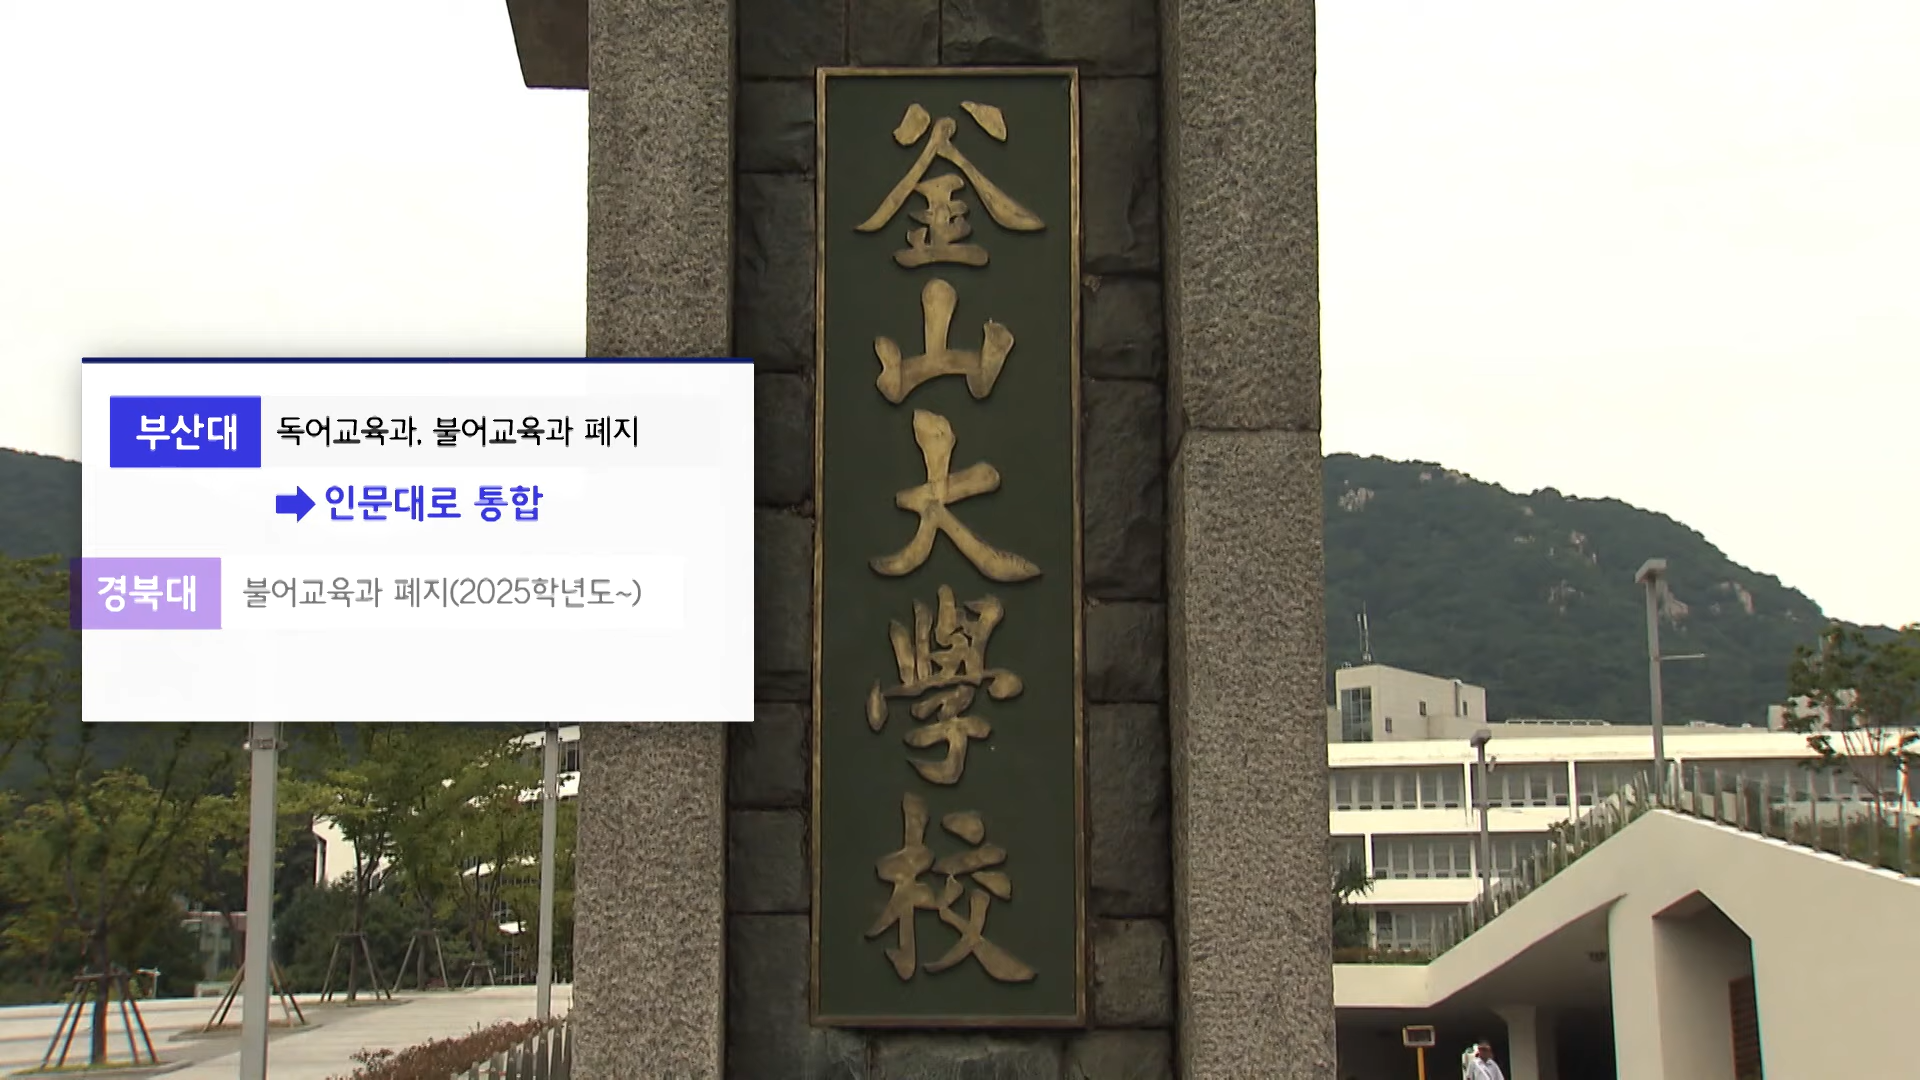 부산대 독어교육과, 불어교육과 폐지
➡ 인문대로 통합
경북대 불어교육과 폐지(2025학년도~)
釜山大學校